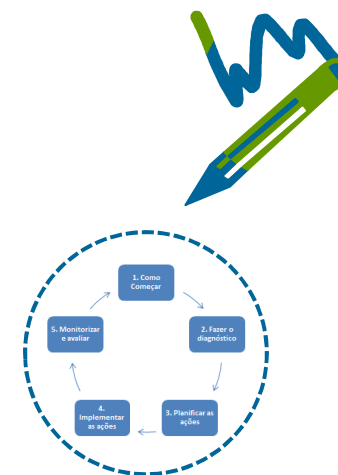 1. Como
Começar
2. Fazer o
diagnóstico
3. Planificar as
ações
4.
Implementar
as ações
5. Monitorizar
e avaliar